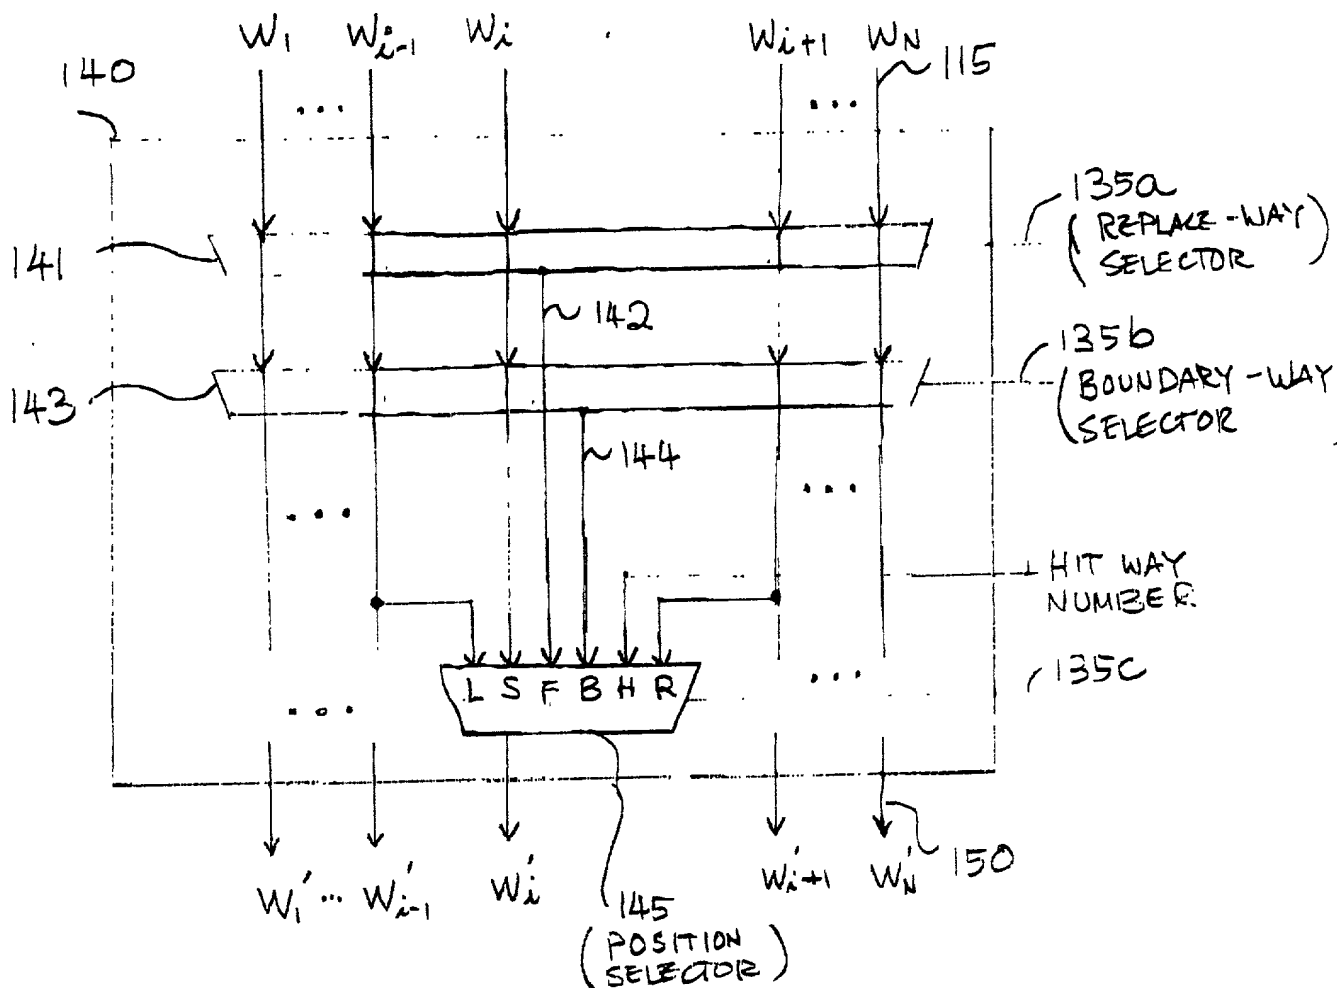 W1 Wi-1 Wi Wi+1 WN
115
140
... ...
135a
(REPLACE-WAY
SELECTOR)
141
142
135b
(BOUNDARY-WAY
SELECTOR
143
144
... ...
HIT WAY
NUMBER
L S F B H R
135c
... ...
W1' ... Wi-1' Wi' Wi+1' WN'
150
145
(POSITION
SELECTOR)